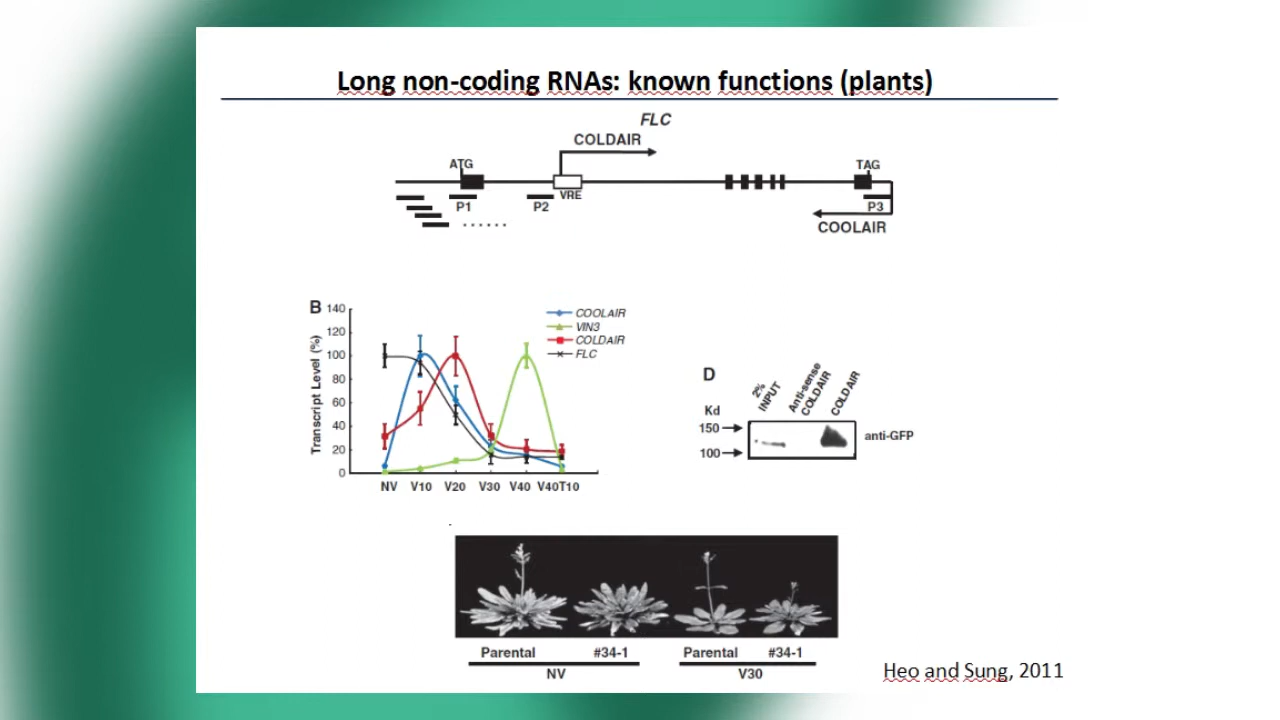 Long non-coding RNAs: known functions (plants)
FLC
COLDAIR
ATG
TAG
VRE
P1
P2
P3
COOLAIR
B
140
120
100
80
60
40
20
0
Transcript Level (%)
COOLAIR
VIN3
COLDAIR
FLC
NV V10 V20 V30 V40 V40T10
D
2% INPUT
Anti-sense COLDAIR
COLDAIR
Kd
150
100
anti-GFP
Parental #34-1 Parental #34-1
NV V30
Heo and Sung, 2011